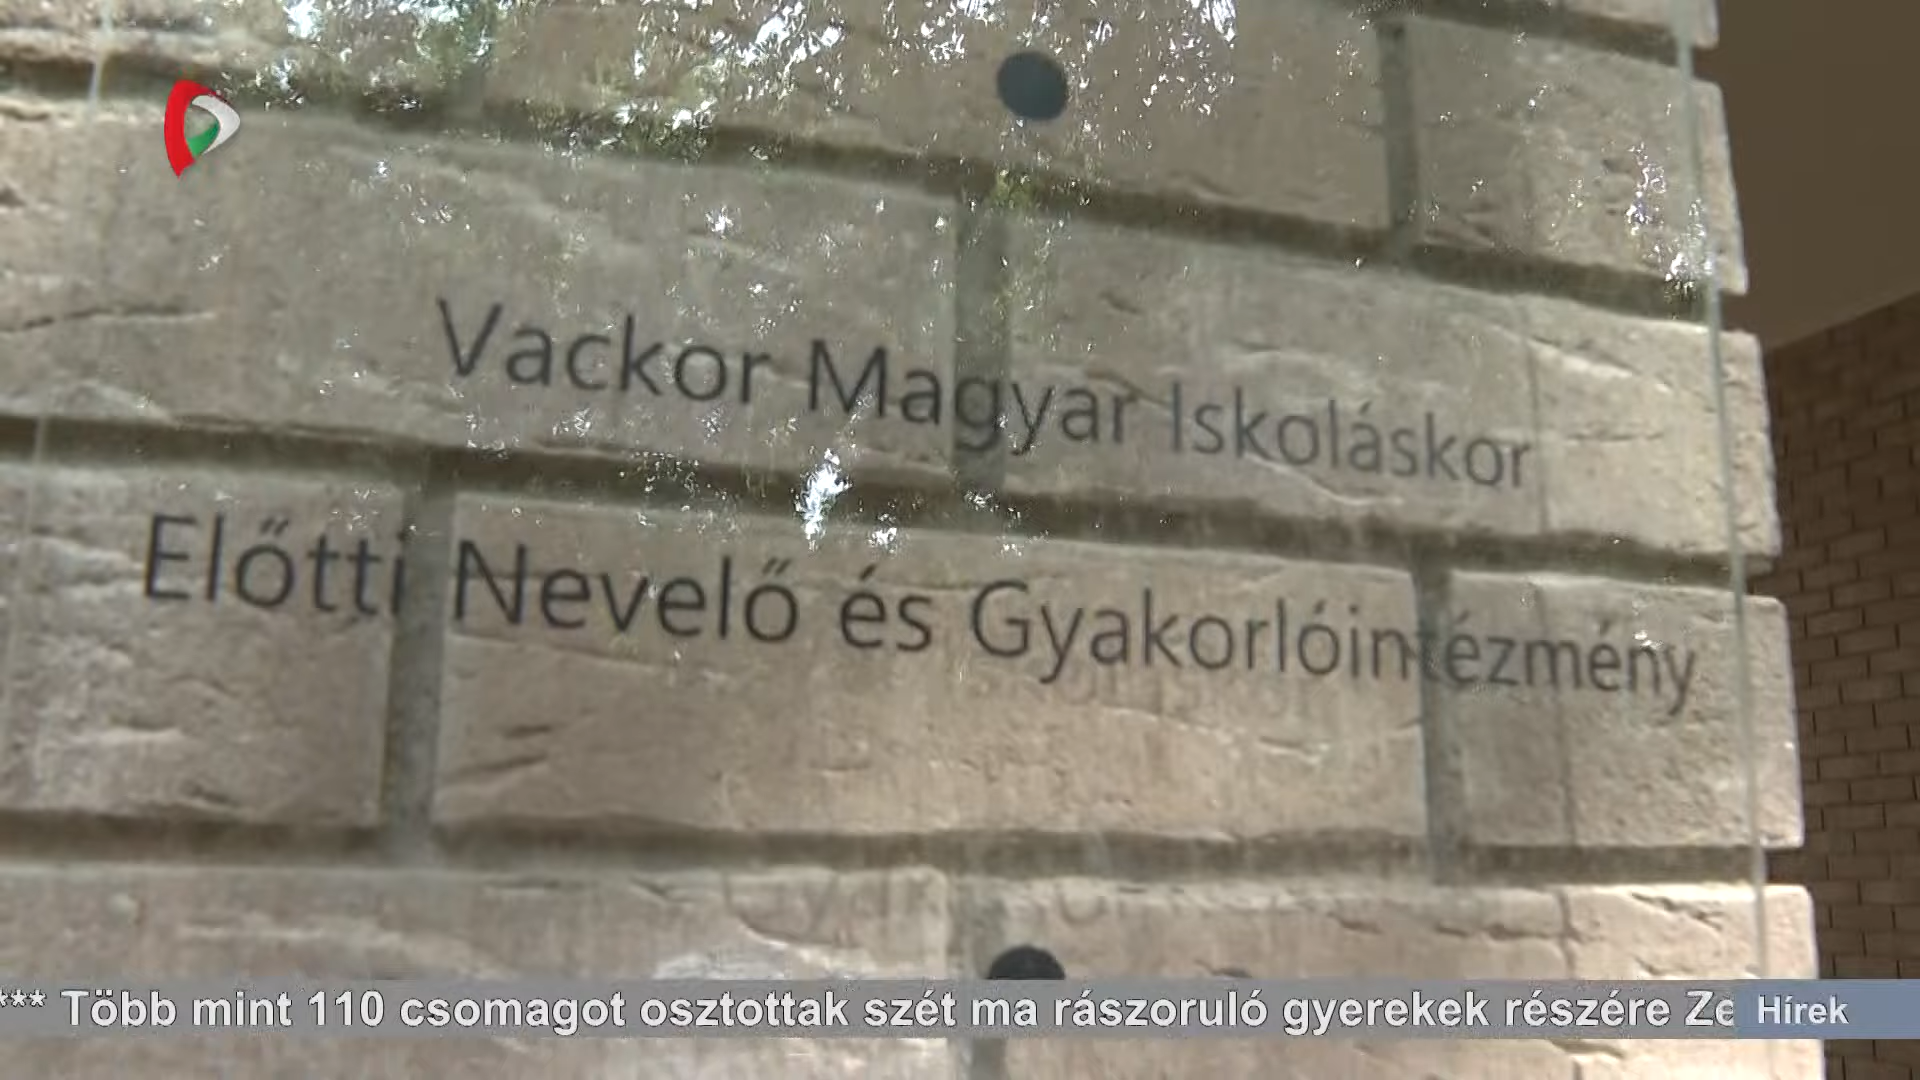 Vackor Magyar Iskoláskor
Előtti Nevelő és Gyakorlóintézmény
*** Több mint 110 csomagot osztottak szét ma rászoruló gyerekek részére
Hírek